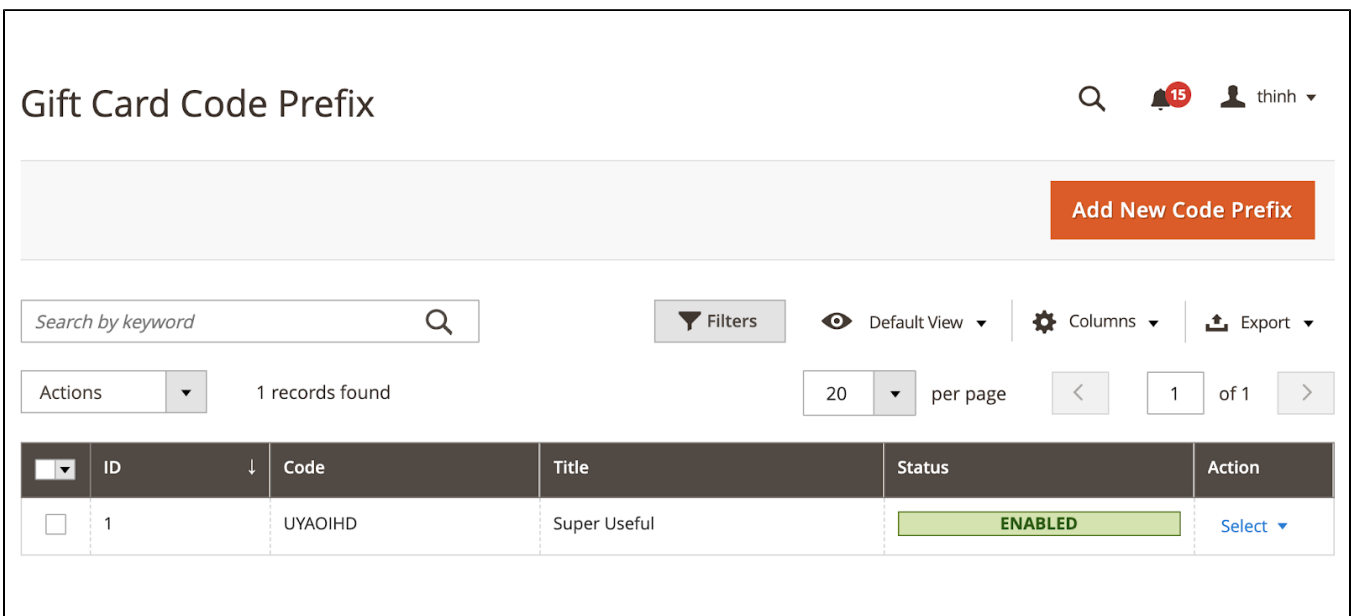 Gift Card Code Prefix
15
thinh
Add New Code Prefix
Search by keyword
Filters
Default View
Columns
Export
Actions
1 records found
20
per page
1
of 1
ID Code Title Status Action
1 UYAOIHD Super Useful ENABLED Select